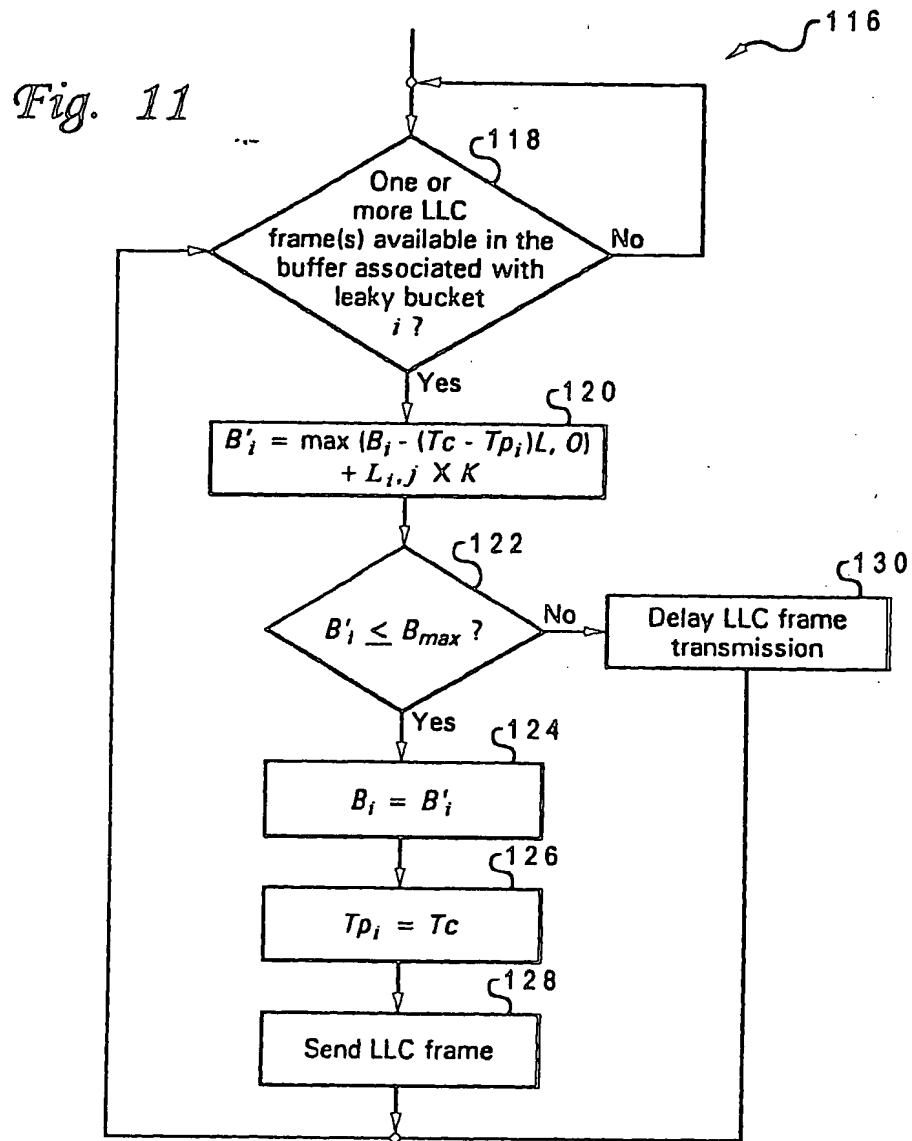 116
Fig. 11
118
One or
more LLC
frame(s) available in the
buffer associated with
leaky bucket
i ?
No
Yes
120
B'i = max (Bi - (Tc - Tpi)L, O)
+ Li,j X K
122
B'i ≤ Bmax ?
No
130
Delay LLC frame
transmission
Yes
124
Bi = B'i
126
Tpi = Tc
128
Send LLC frame